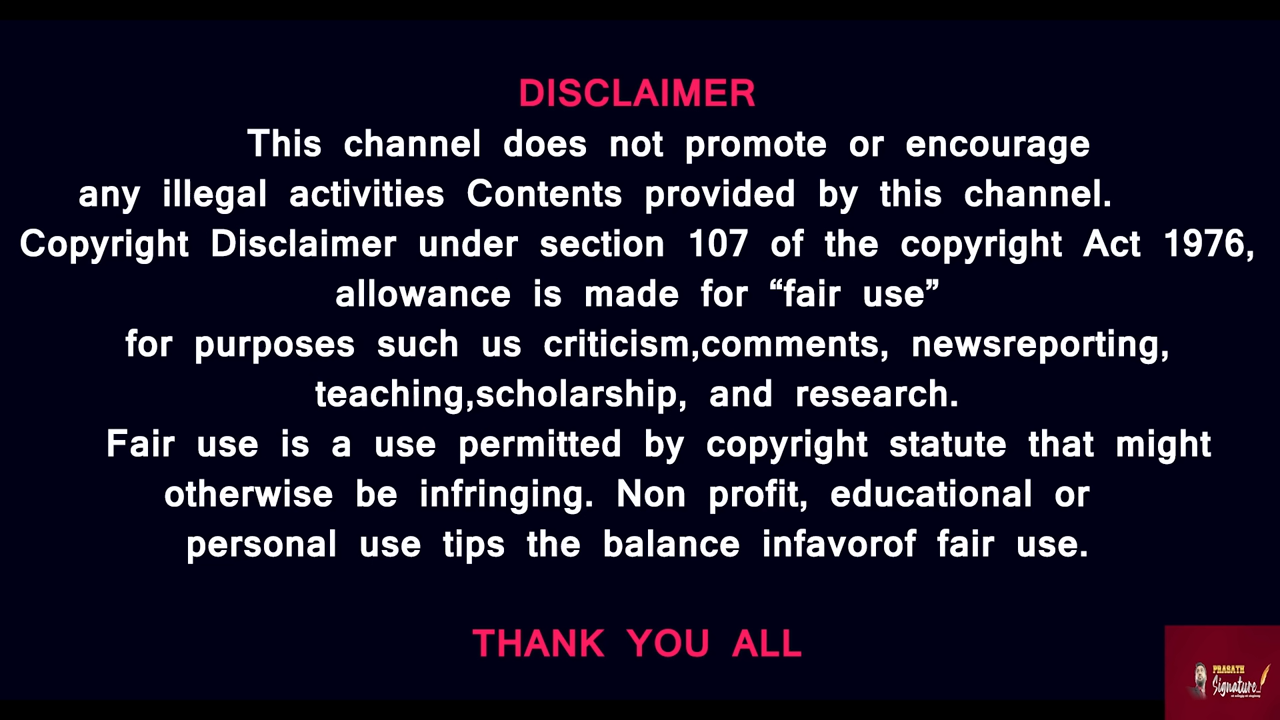 DISCLAIMER
This channel does not promote or encourage
any illegal activities Contents provided by this channel.
Copyright Disclaimer under section 107 of the copyright Act 1976,
allowance is made for “fair use”
for purposes such us criticism,comments, newsreporting,
teaching,scholarship, and research.
Fair use is a use permitted by copyright statute that might
otherwise be infringing. Non profit, educational or
personal use tips the balance infavorof fair use.
THANK YOU ALL
PRASATH
Signature